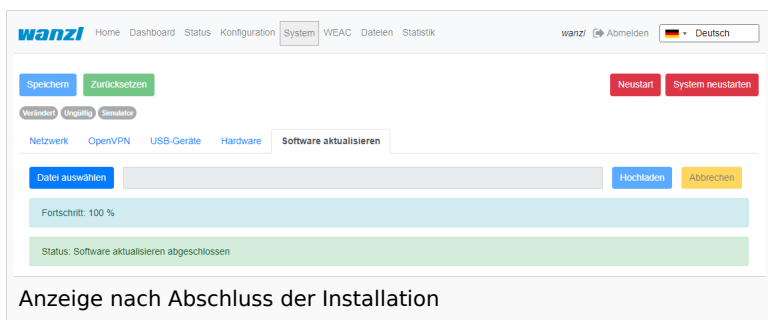 wanzl Home Dashboard Status Konfiguration System WEAC Dateien Statistik wanzl Abmelden Deutsch
Speichern Zurücksetzen Neustart System neustarten
Verändert Ungültig Simulator
Netzwerk OpenVPN USB-Geräte Hardware Software aktualisieren
Datei auswählen Hochladen Abbrechen
Fortschritt: 100 %
Status: Software aktualisieren abgeschlossen
Anzeige nach Abschluss der Installation